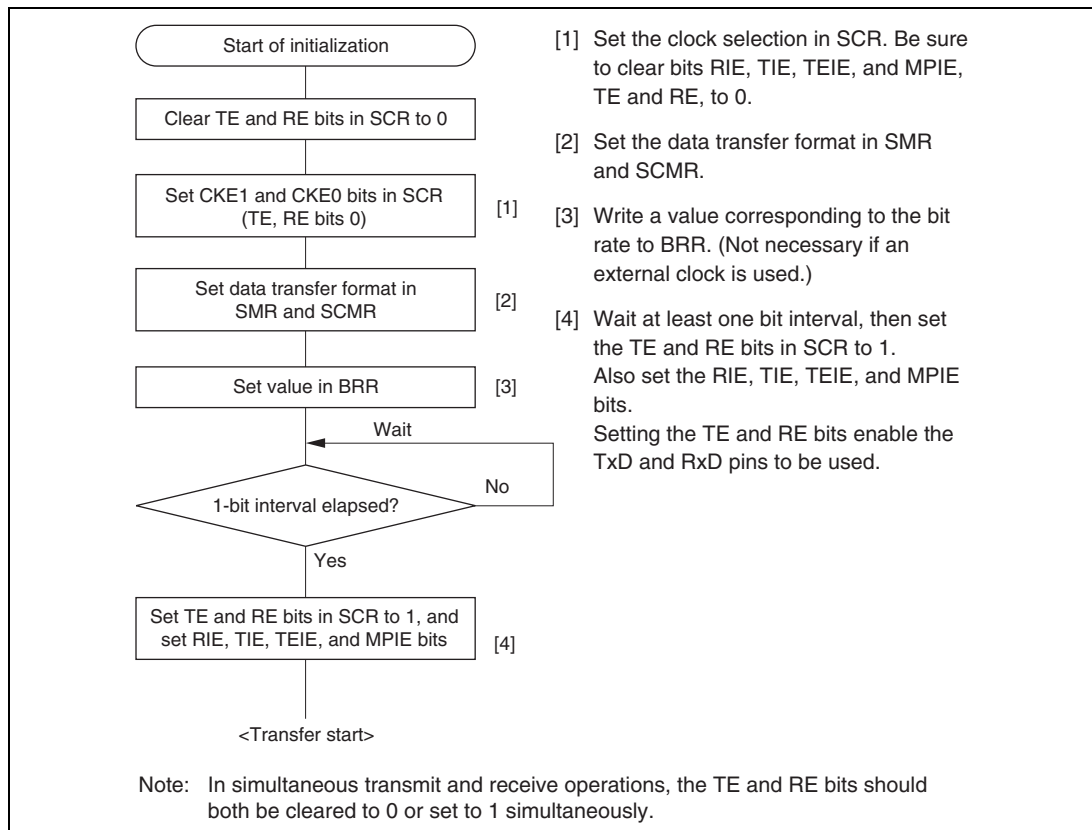 Start of initialization
Clear TE and RE bits in SCR to 0
Set CKE1 and CKE0 bits in SCR
(TE, RE bits 0)
[1]
Set data transfer format in
SMR and SCMR
[2]
Set value in BRR
[3]
Wait
1-bit interval elapsed?
No
Yes
Set TE and RE bits in SCR to 1, and
set RIE, TIE, TEIE, and MPIE bits
[4]
<Transfer start>
[1] Set the clock selection in SCR. Be sure
to clear bits RIE, TIE, TEIE, and MPIE,
TE and RE, to 0.
[2] Set the data transfer format in SMR
and SCMR.
[3] Write a value corresponding to the bit
rate to BRR. (Not necessary if an
external clock is used.)
[4] Wait at least one bit interval, then set
the TE and RE bits in SCR to 1.
Also set the RIE, TIE, TEIE, and MPIE
bits.
Setting the TE and RE bits enable the
TxD and RxD pins to be used.
Note: In simultaneous transmit and receive operations, the TE and RE bits should
both be cleared to 0 or set to 1 simultaneously.